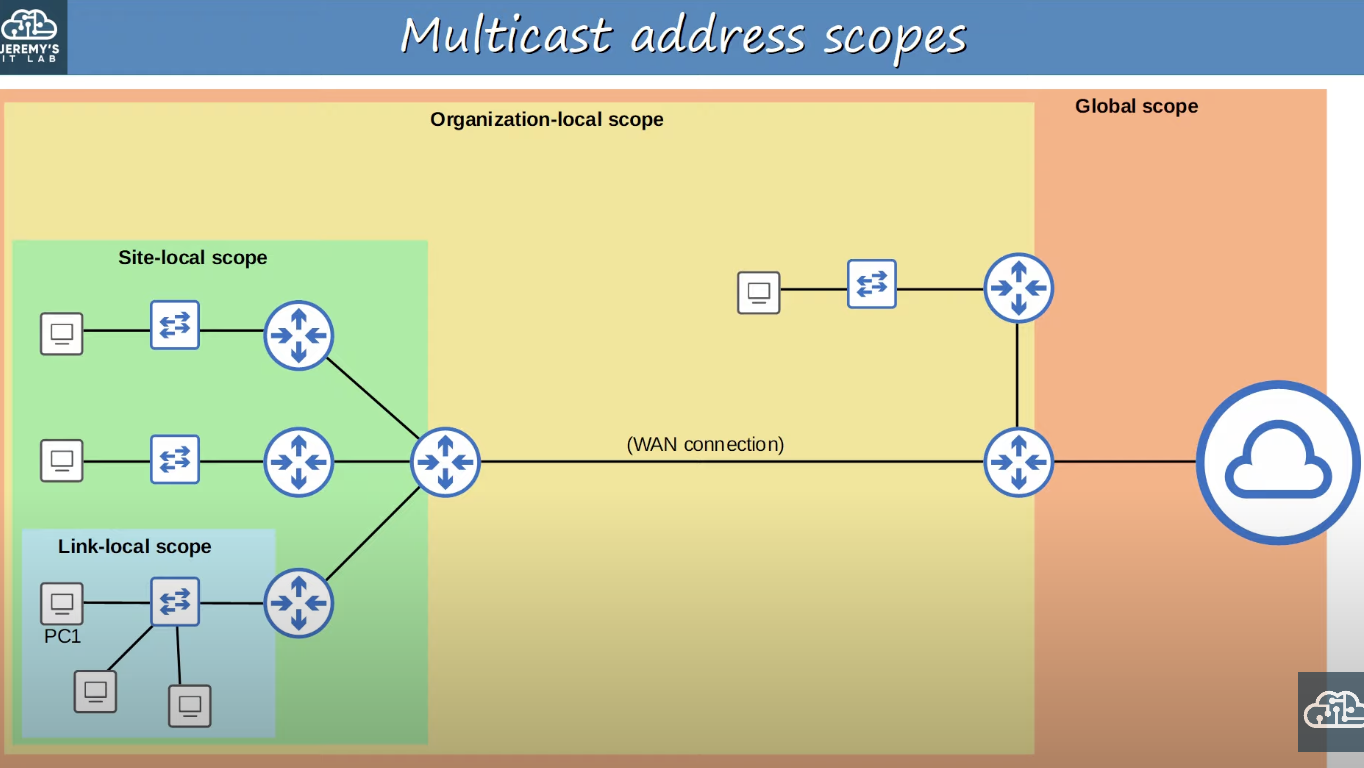 JEREMY'S
IT LAB
Multicast address scopes
Global scope
Organization-local scope
Site-local scope
(WAN connection)
Link-local scope
PC1